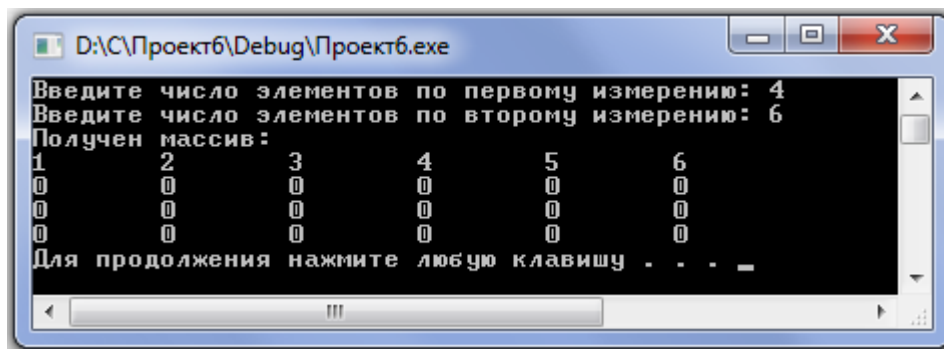 D:\C\Проект6\Debug\Проект6.exe
Введите число элементов по первому измерению: 4
Введите число элементов по второму измерению: 6
Получен массив:
1 2 3 4 5 6
0 0 0 0 0 0
0 0 0 0 0 0
0 0 0 0 0 0
Для продолжения нажмите любую клавишу . . . _